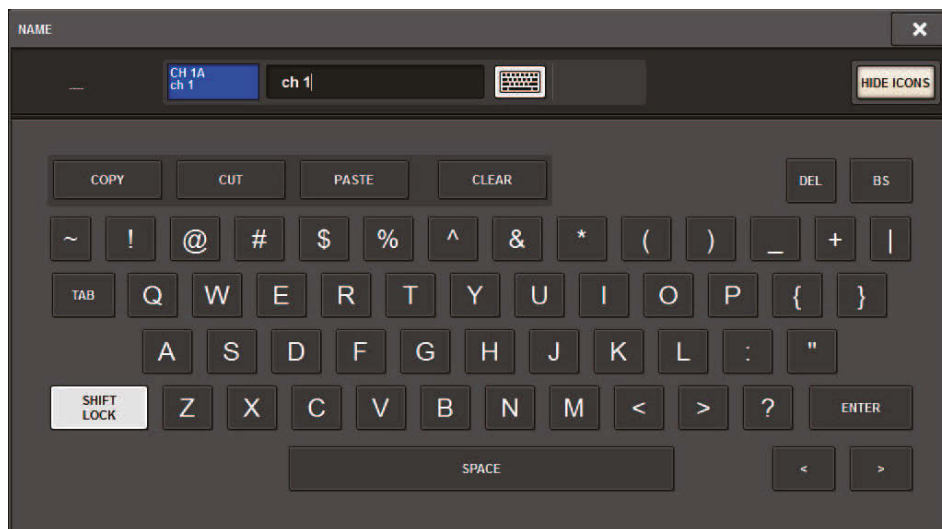 NAME
CH 1A
ch 1
ch 1
HIDE ICONS
COPY CUT PASTE CLEAR DEL BS
~ ! @ # $ % ^ & * ( ) _ + |
TAB Q W E R T Y U I O P { }
A S D F G H J K L : "
SHIFT
LOCK
Z X C V B N M < > ? ENTER
SPACE < >